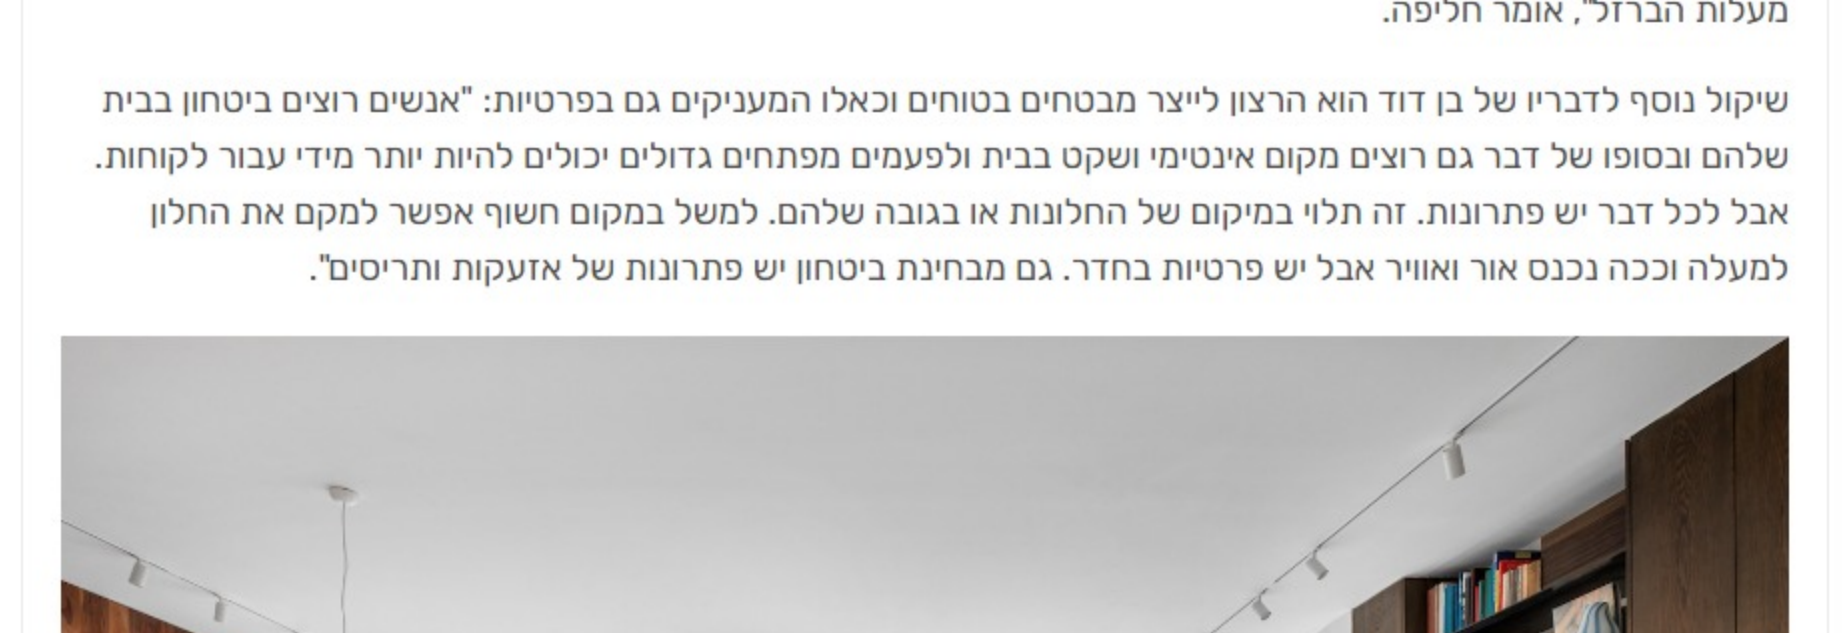 מעלות הברזל", אומר חליפה.
שיקול נוסף לדבריו של בן דוד הוא הרצון לייצר מבטחים בטוחים וכאלו המעניקים גם בפרטיות: "אנשים רוצים ביטחון בבית
שלהם ובסופו של דבר גם רוצים מקום אינטימי ושקט בבית ולפעמים מפתחים גדולים יכולים להיות יותר מידי עבור לקוחות.
אבל לכל דבר יש פתרונות. זה תלוי במיקום של החלונות או בגובה שלהם. למשל במקום חשוף אפשר למקם את החלון
למעלה וככה נכנס אור ואוויר אבל יש פרטיות בחדר. גם מבחינת ביטחון יש פתרונות של אזעקות ותריסים".